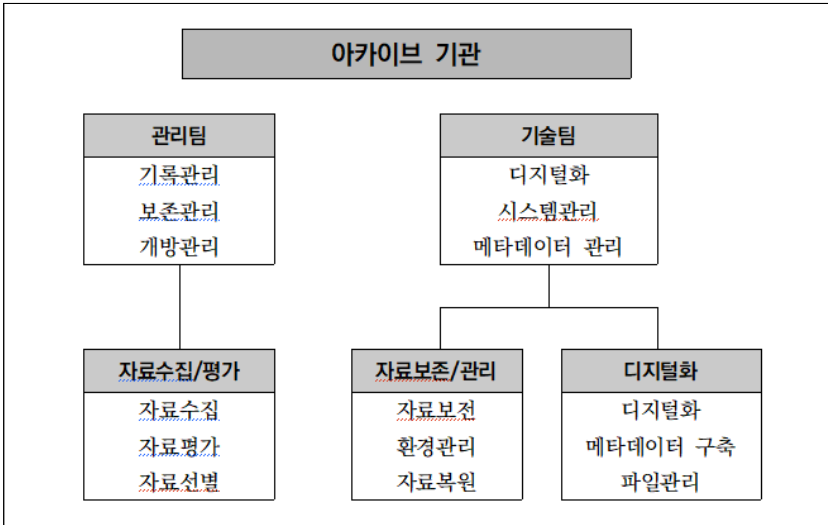 아카이브 기관
관리팀
기록관리
보존관리
개방관리
기술팀
디지털화
시스템관리
메타데이터 관리
자료수집/평가
자료수집
자료평가
자료선별
자료보존/관리
자료보전
환경관리
자료복원
디지털화
디지털화
메타데이터 구축
파일관리